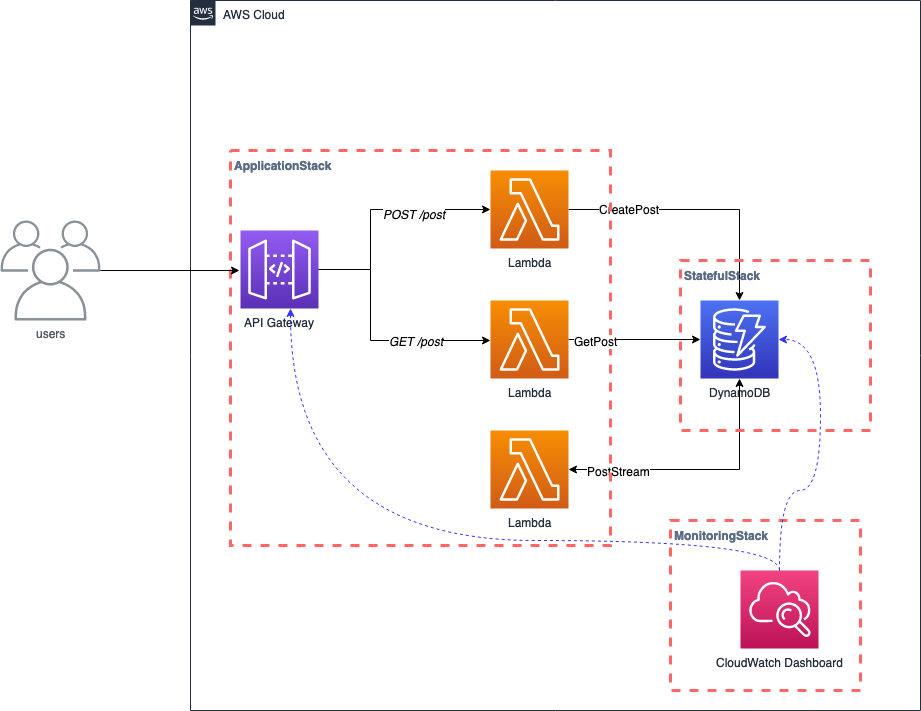 aws
AWS Cloud
ApplicationStack
POST /post
CreatePost
Lambda
StatefulStack
</>
API Gateway
users
GET /post
GetPost
Lambda
DynamoDB
PostStream
Lambda
MonitoringStack
CloudWatch Dashboard